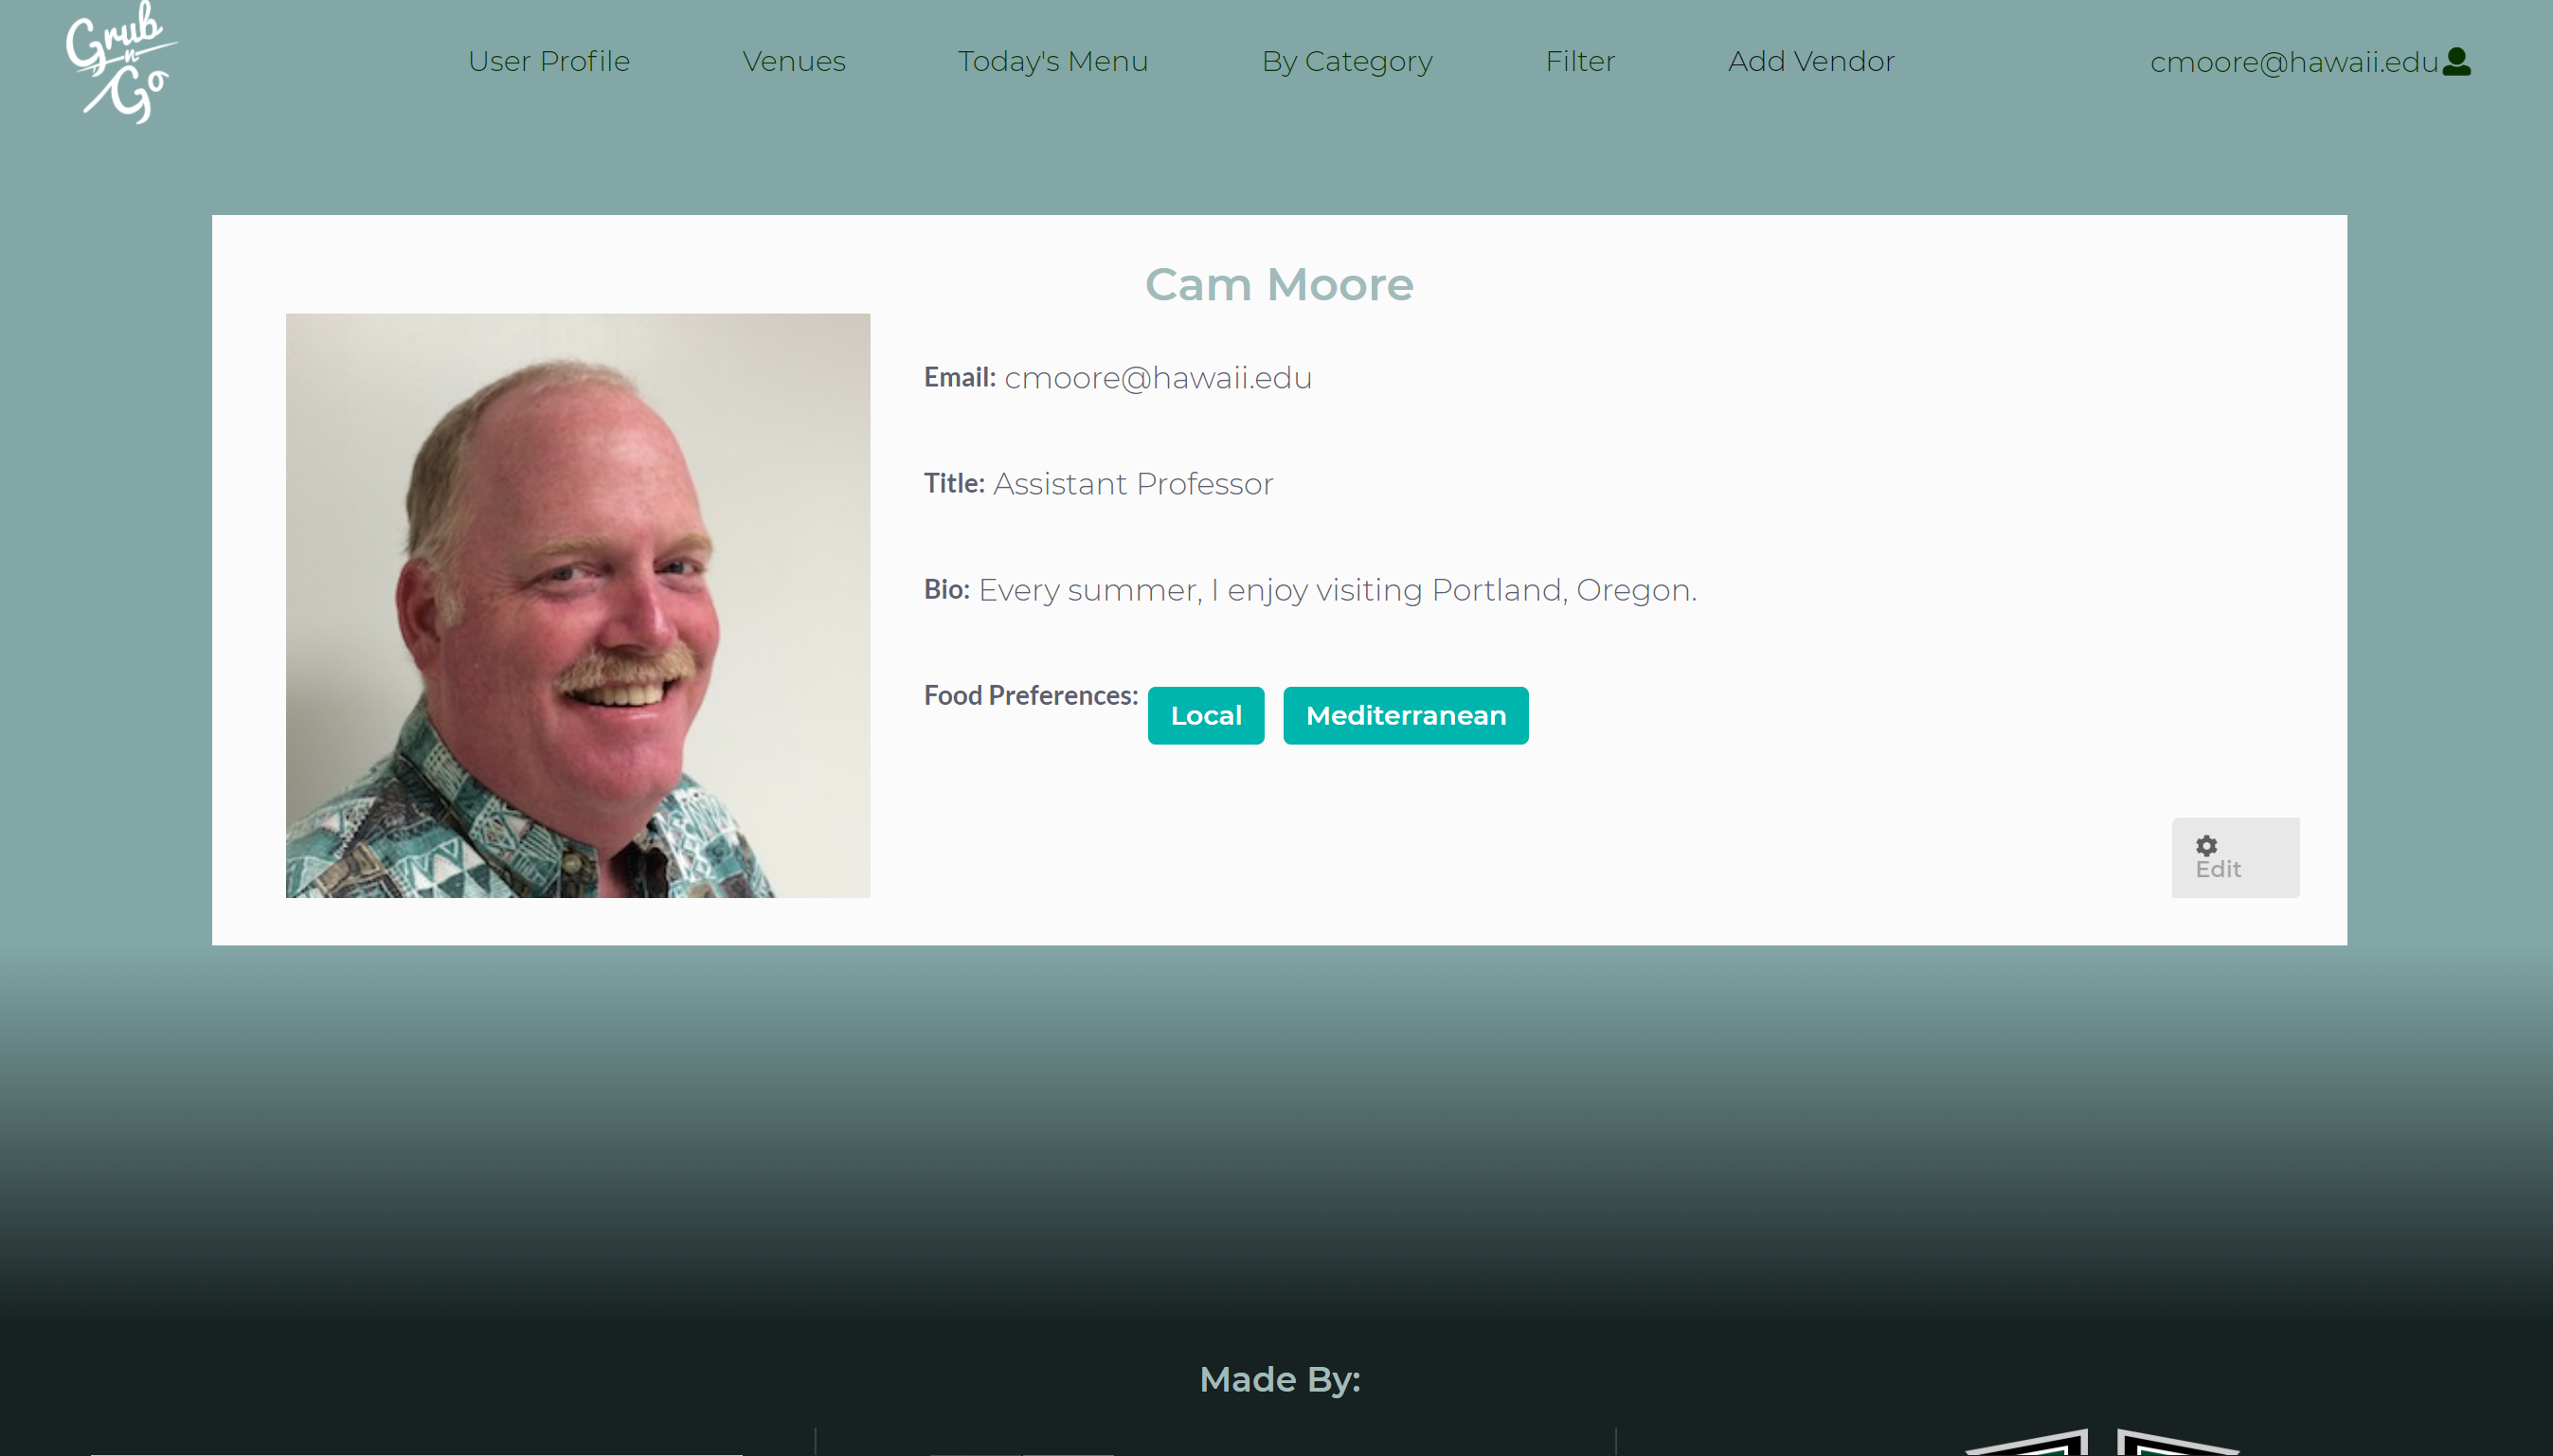 Grub
n
Go
User Profile Venues Today's Menu By Category Filter Add Vendor cmoore@hawaii.edu
Cam Moore
Email: cmoore@hawaii.edu
Title: Assistant Professor
Bio: Every summer, I enjoy visiting Portland, Oregon.
Food Preferences: Local Mediterranean
Edit
Made By: